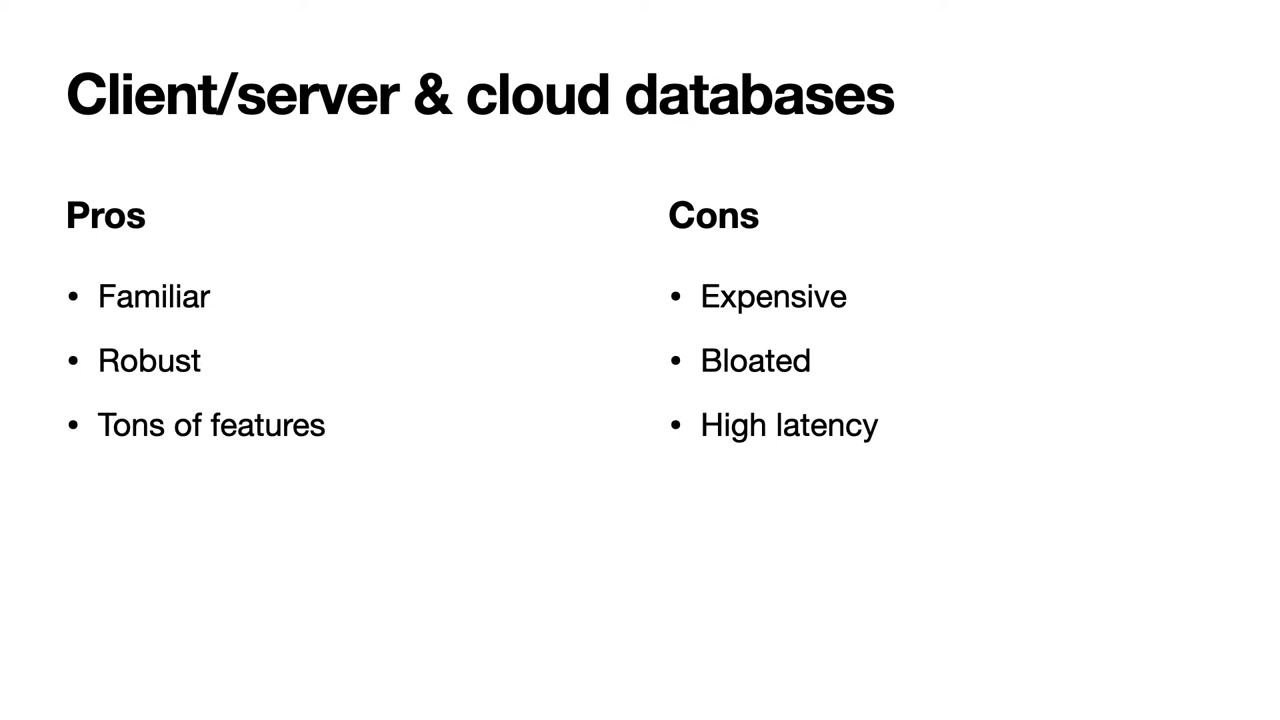 Client/server & cloud databases
Pros
• Familiar
• Robust
• Tons of features
Cons
• Expensive
• Bloated
• High latency